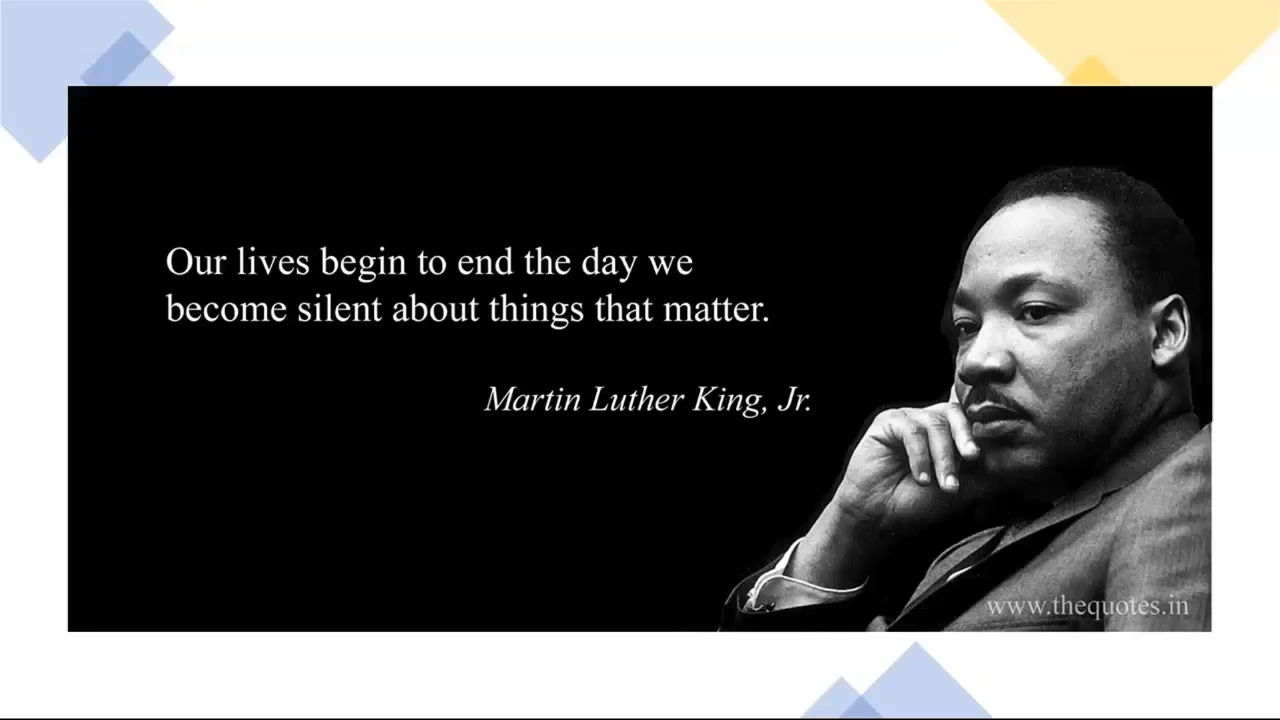 Our lives begin to end the day we
become silent about things that matter.
Martin Luther King, Jr.
www.thequotes.in